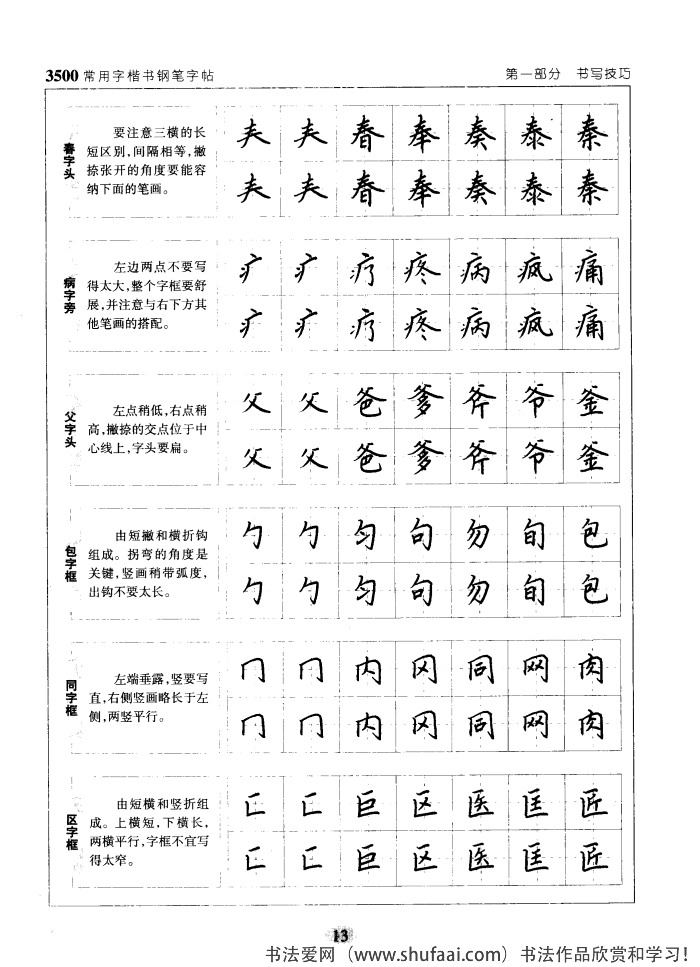 3500常用字楷书钢笔字帖
第一部分 书写技巧
春字头
要注意三横的长
短区别,间隔相等,撇
捺张开的角度要能容
纳下面的笔画。
𡗗 𡗗 春 奉 奏 泰 秦
𡗗 𡗗 春 奉 奏 泰 秦
病字旁
左边两点不要写
得太大,整个字框要舒
展,并注意与右下方其
他笔画的搭配。
疒 疒 疗 疼 病 疯 痛
疒 疒 疗 疼 病 疯 痛
父字头
左点稍低,右点稍
高,撇捺的交点位于中
心线上,字头要扁。
父 父 爸 爹 斧 爷 釜
父 父 爸 爹 斧 爷 釜
包字框
由短撇和横折钩
组成。拐弯的角度是
关键,竖画稍带弧度,
出钩不要太长。
勹 勹 匀 句 勿 旬 包
勹 勹 匀 句 勿 旬 包
同字框
左端垂露,竖要写
直,右侧竖画略长于左
侧,两竖平行。
冂 冂 内 冈 同 网 肉
冂 冂 内 冈 同 网 肉
区字框
由短横和竖折组
成。上横短,下横长,
两横平行,字框不宜写
得太窄。
匚 匚 巨 区 医 匡 匠
匚 匚 巨 区 医 匡 匠
13
书法爱网（www.shufaai.com）书法作品欣赏和学习!